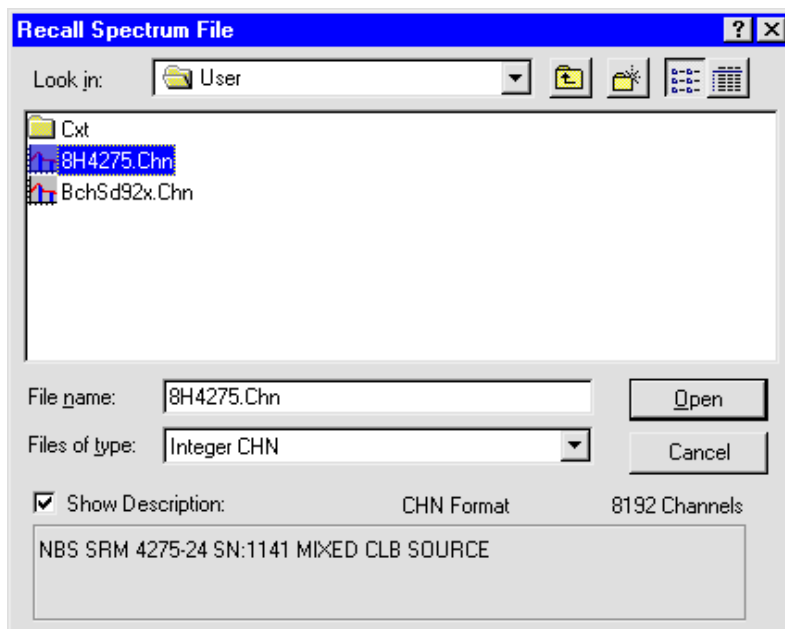 Recall Spectrum File
Look in: User
Cxt
8H4275.Chn
BchSd92x.Chn
File name: 8H4275.Chn Open
Files of type: Integer CHN Cancel
Show Description: CHN Format 8192 Channels
NBS SRM 4275-24 SN:1141 MIXED CLB SOURCE